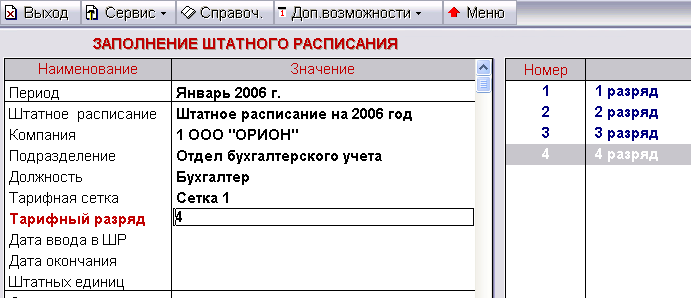 Выход Сервис Справоч. Доп.возможности Меню
ЗАПОЛНЕНИЕ ШТАТНОГО РАСПИСАНИЯ
Наименование Значение Номер
Период Январь 2006 г. 1 1 разряд
Штатное расписание Штатное расписание на 2006 год 2 2 разряд
Компания 1 ООО "ОРИОН" 3 3 разряд
Подразделение Отдел бухгалтерского учета 4 4 разряд
Должность Бухгалтер
Тарифная сетка Сетка 1
Тарифный разряд 4
Дата ввода в ШР
Дата окончания
Штатных единиц